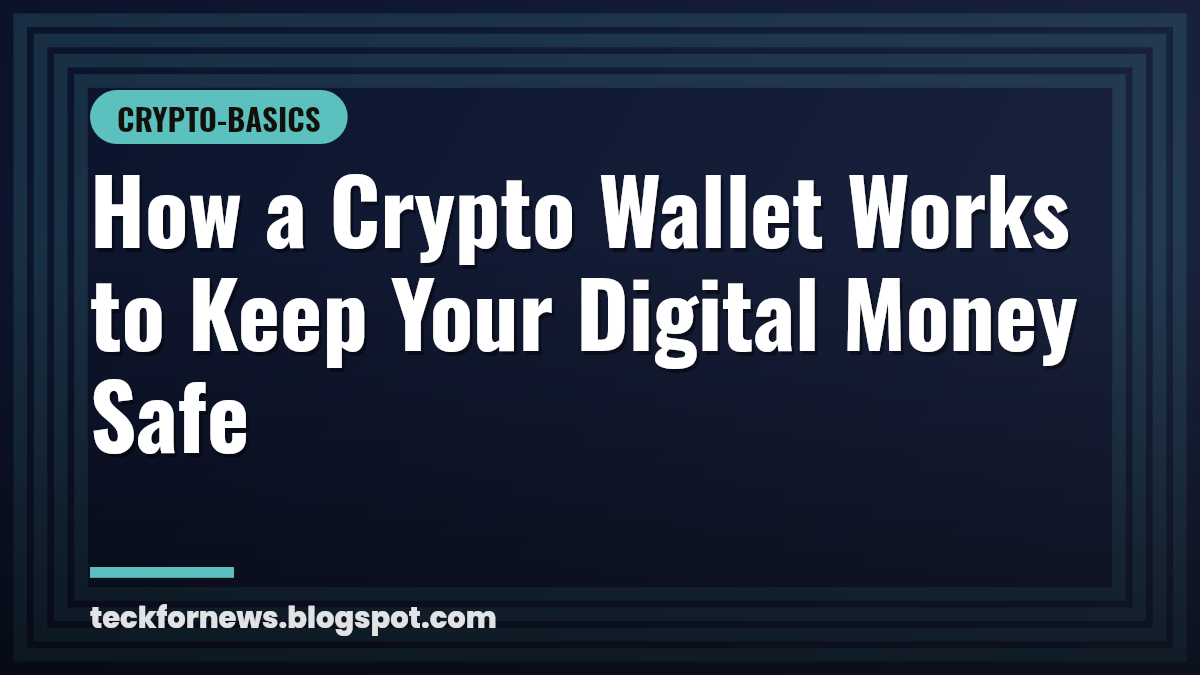 CRYPTO-BASICS
How a Crypto Wallet Works
to Keep Your Digital Money
Safe
teckfornews.blogspot.com